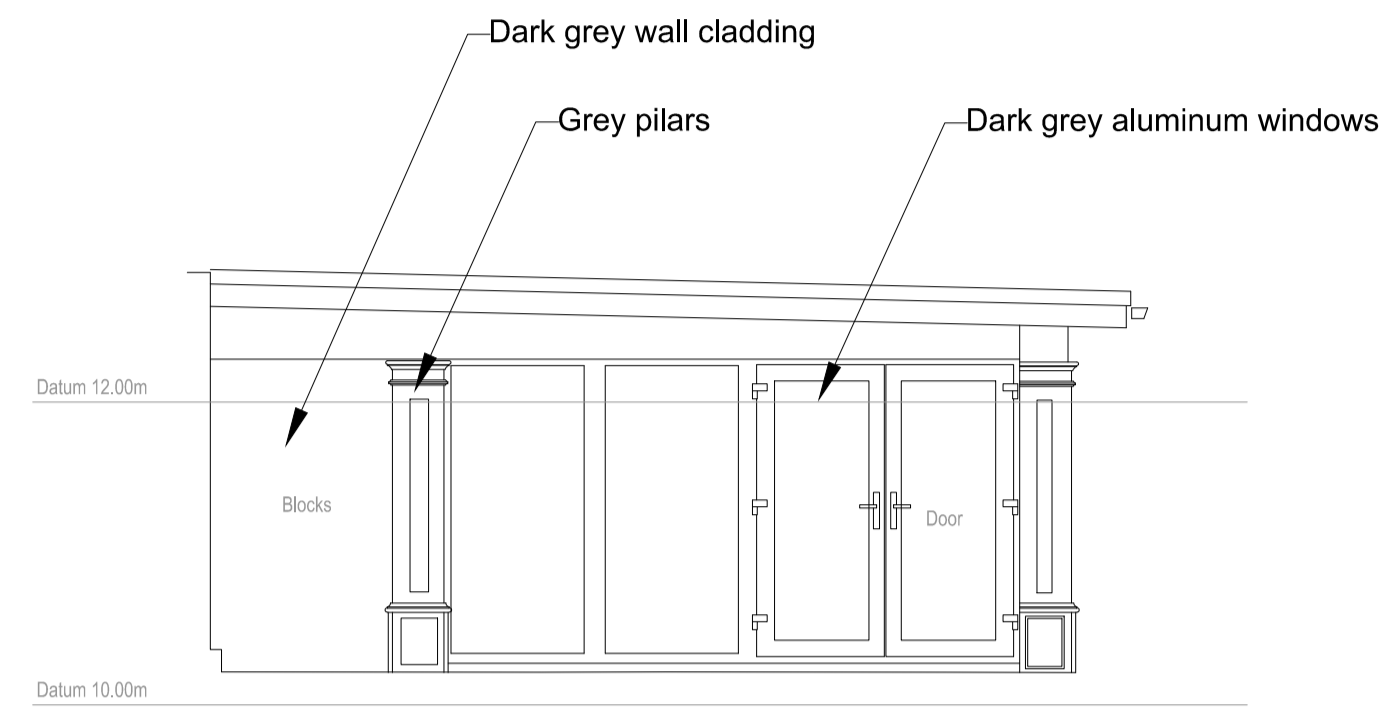 Dark grey wall cladding
Grey pilars
Dark grey aluminum windows
Datum 12.00m
Blocks
Door
Datum 10.00m